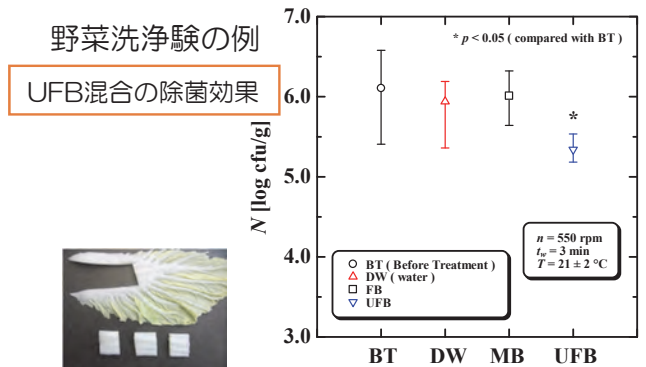 野菜洗浄験の例
UFB混合の除菌効果
N [log cfu/g]
7.0
6.0
5.0
4.0
3.0
* p < 0.05 ( compared with BT )
*
n = 550 rpm
tw = 3 min
T = 21 ± 2 °C
BT ( Before Treatment )
DW ( water )
FB
UFB
BT DW MB UFB